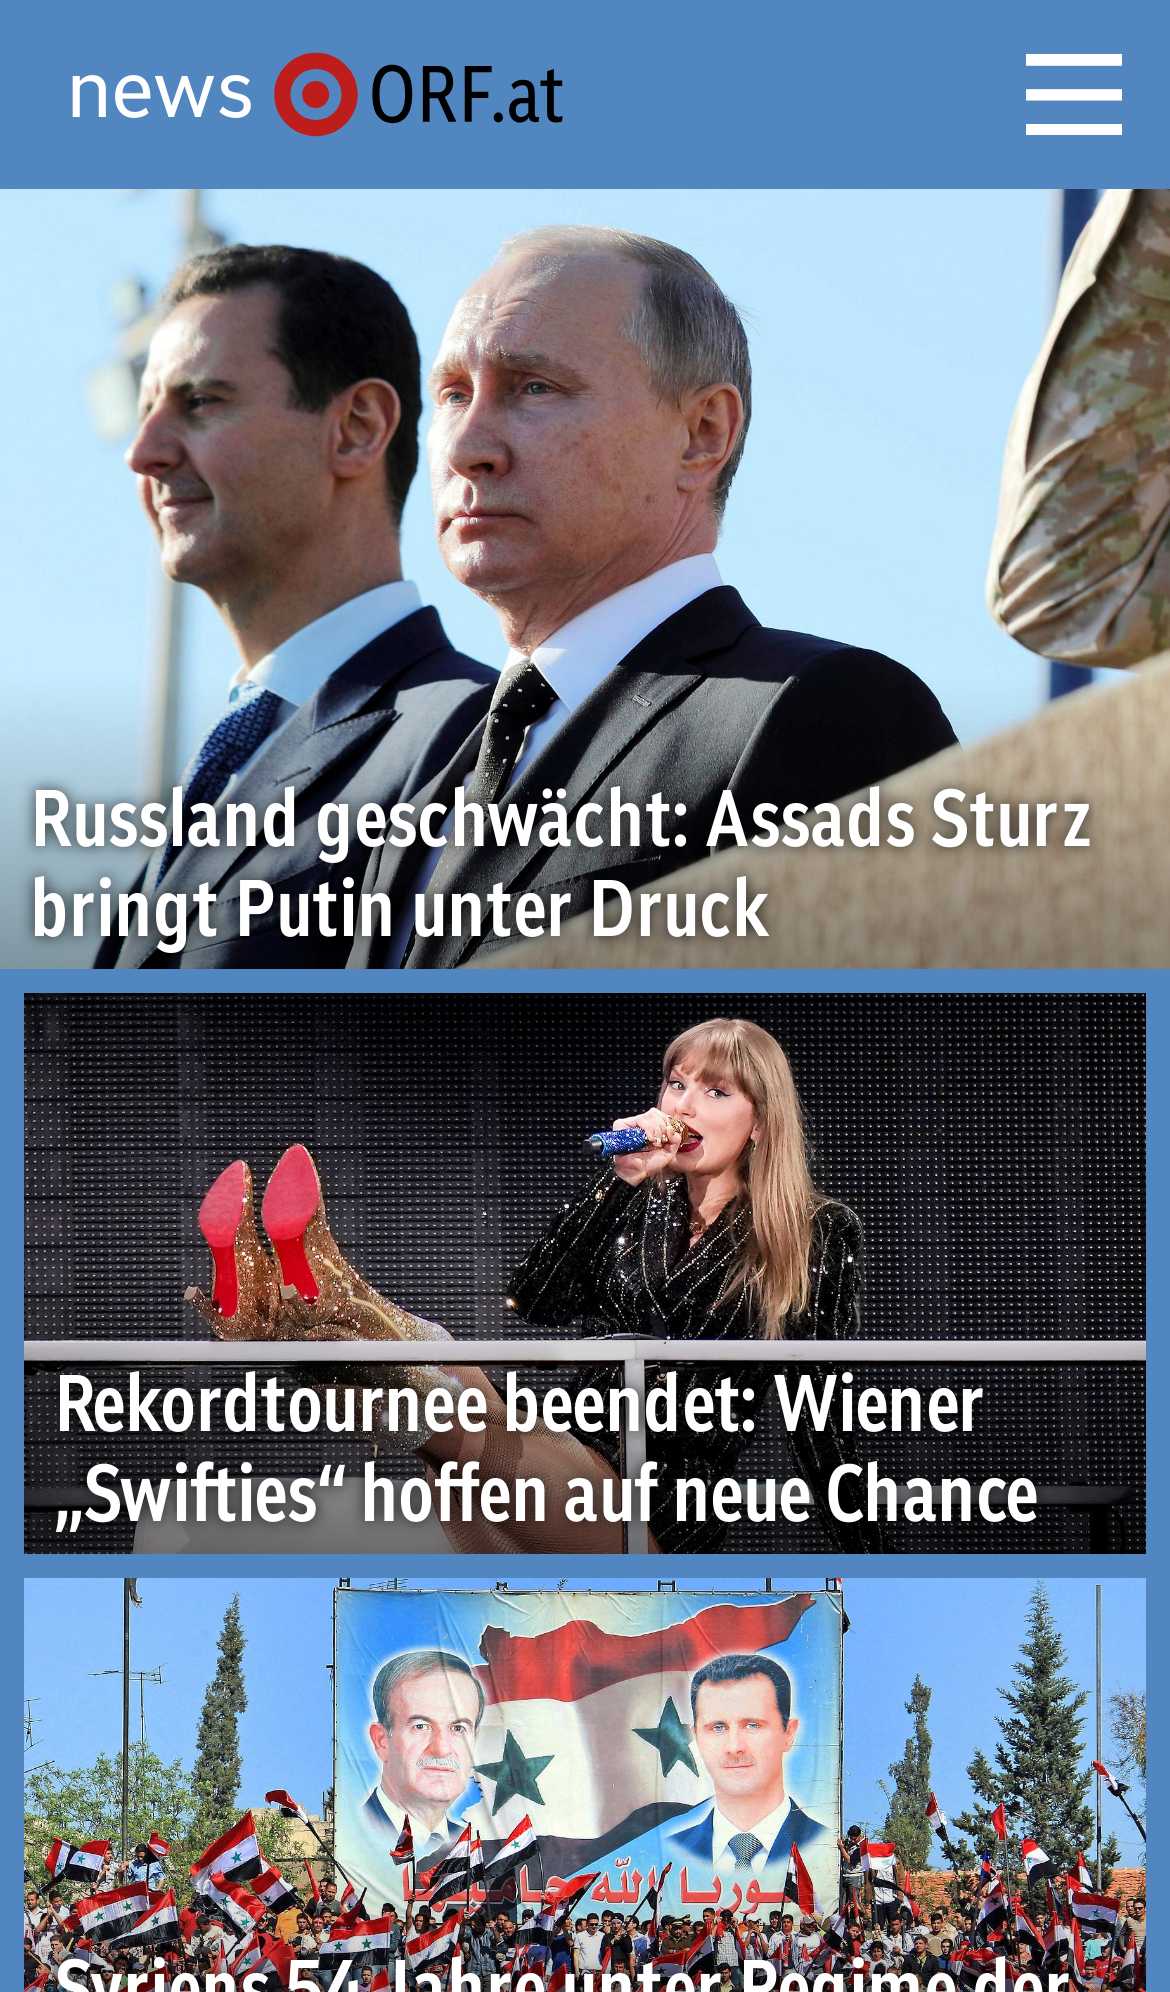 news ORF.at
Russland geschwächt: Assads Sturz
bringt Putin unter Druck
Rekordtournee beendet: Wiener
„Swifties“ hoffen auf neue Chance
سوريا الله حاميها
Syriens 54 Jahre unter Regime der